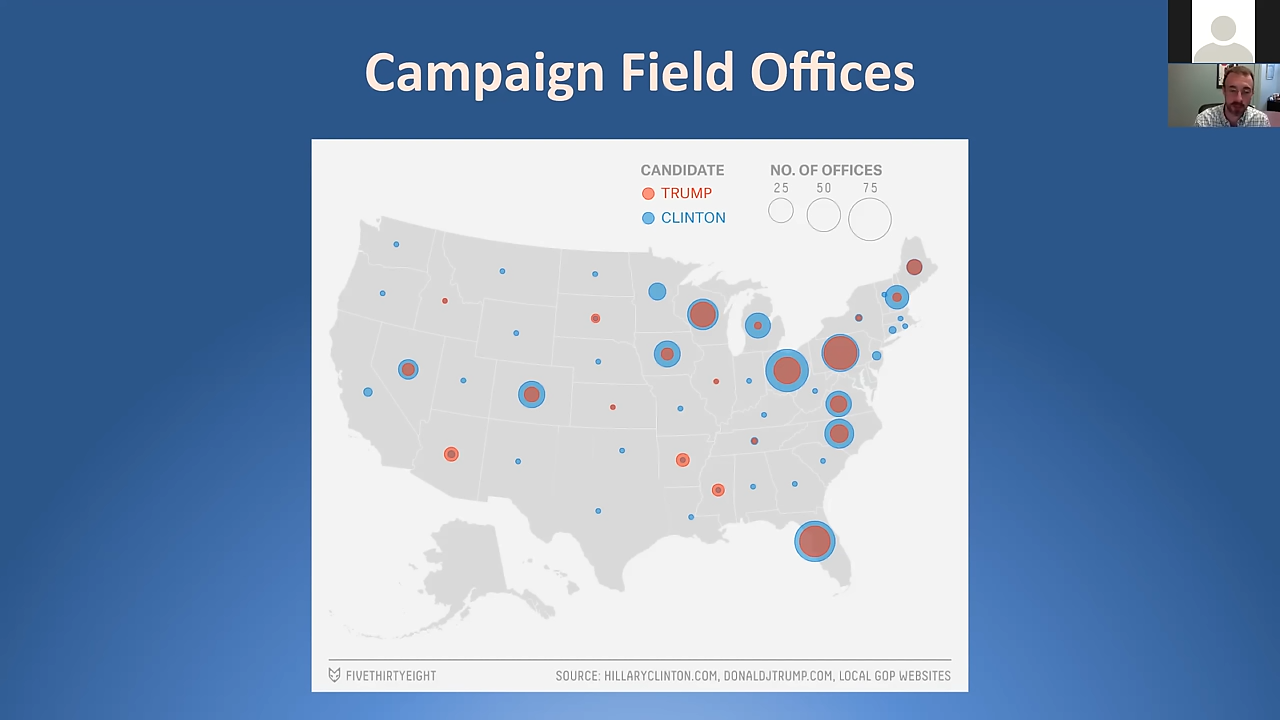 Campaign Field Offices
CANDIDATE
TRUMP
CLINTON
NO. OF OFFICES
25 50 75
FIVETHIRTYEIGHT
SOURCE: HILLARYCLINTON.COM, DONALDJTRUMP.COM, LOCAL GOP WEBSITES